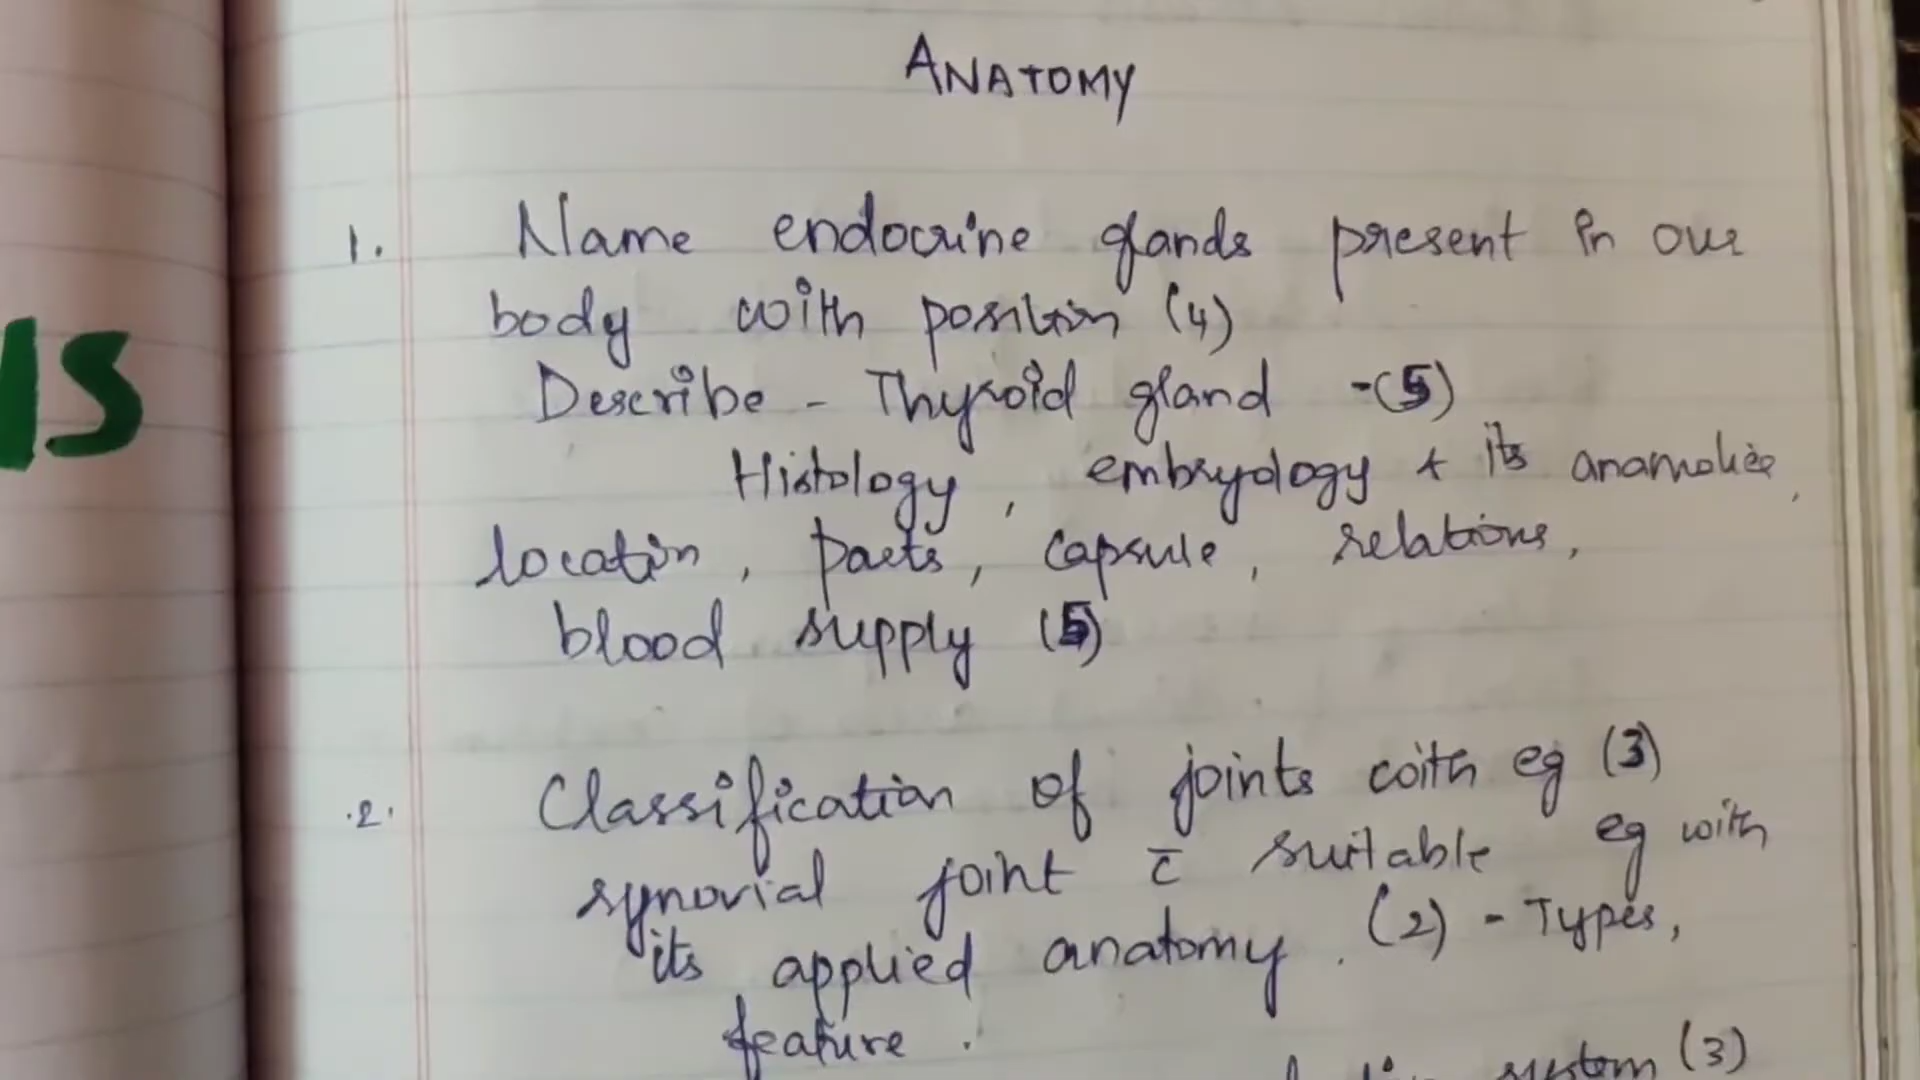 ANATOMY
1. Name endocrine glands present in our
body with position (4)
Describe - Thyroid gland -(5)
Histology, embryology & its anamolies,
location, parts, capsule, relations,
blood supply (5)
15
.2. Classification of joints with eg (3)
synovial joint c̄ suitable eg with
its applied anatomy. (2) - Types,
feature.
system (3)